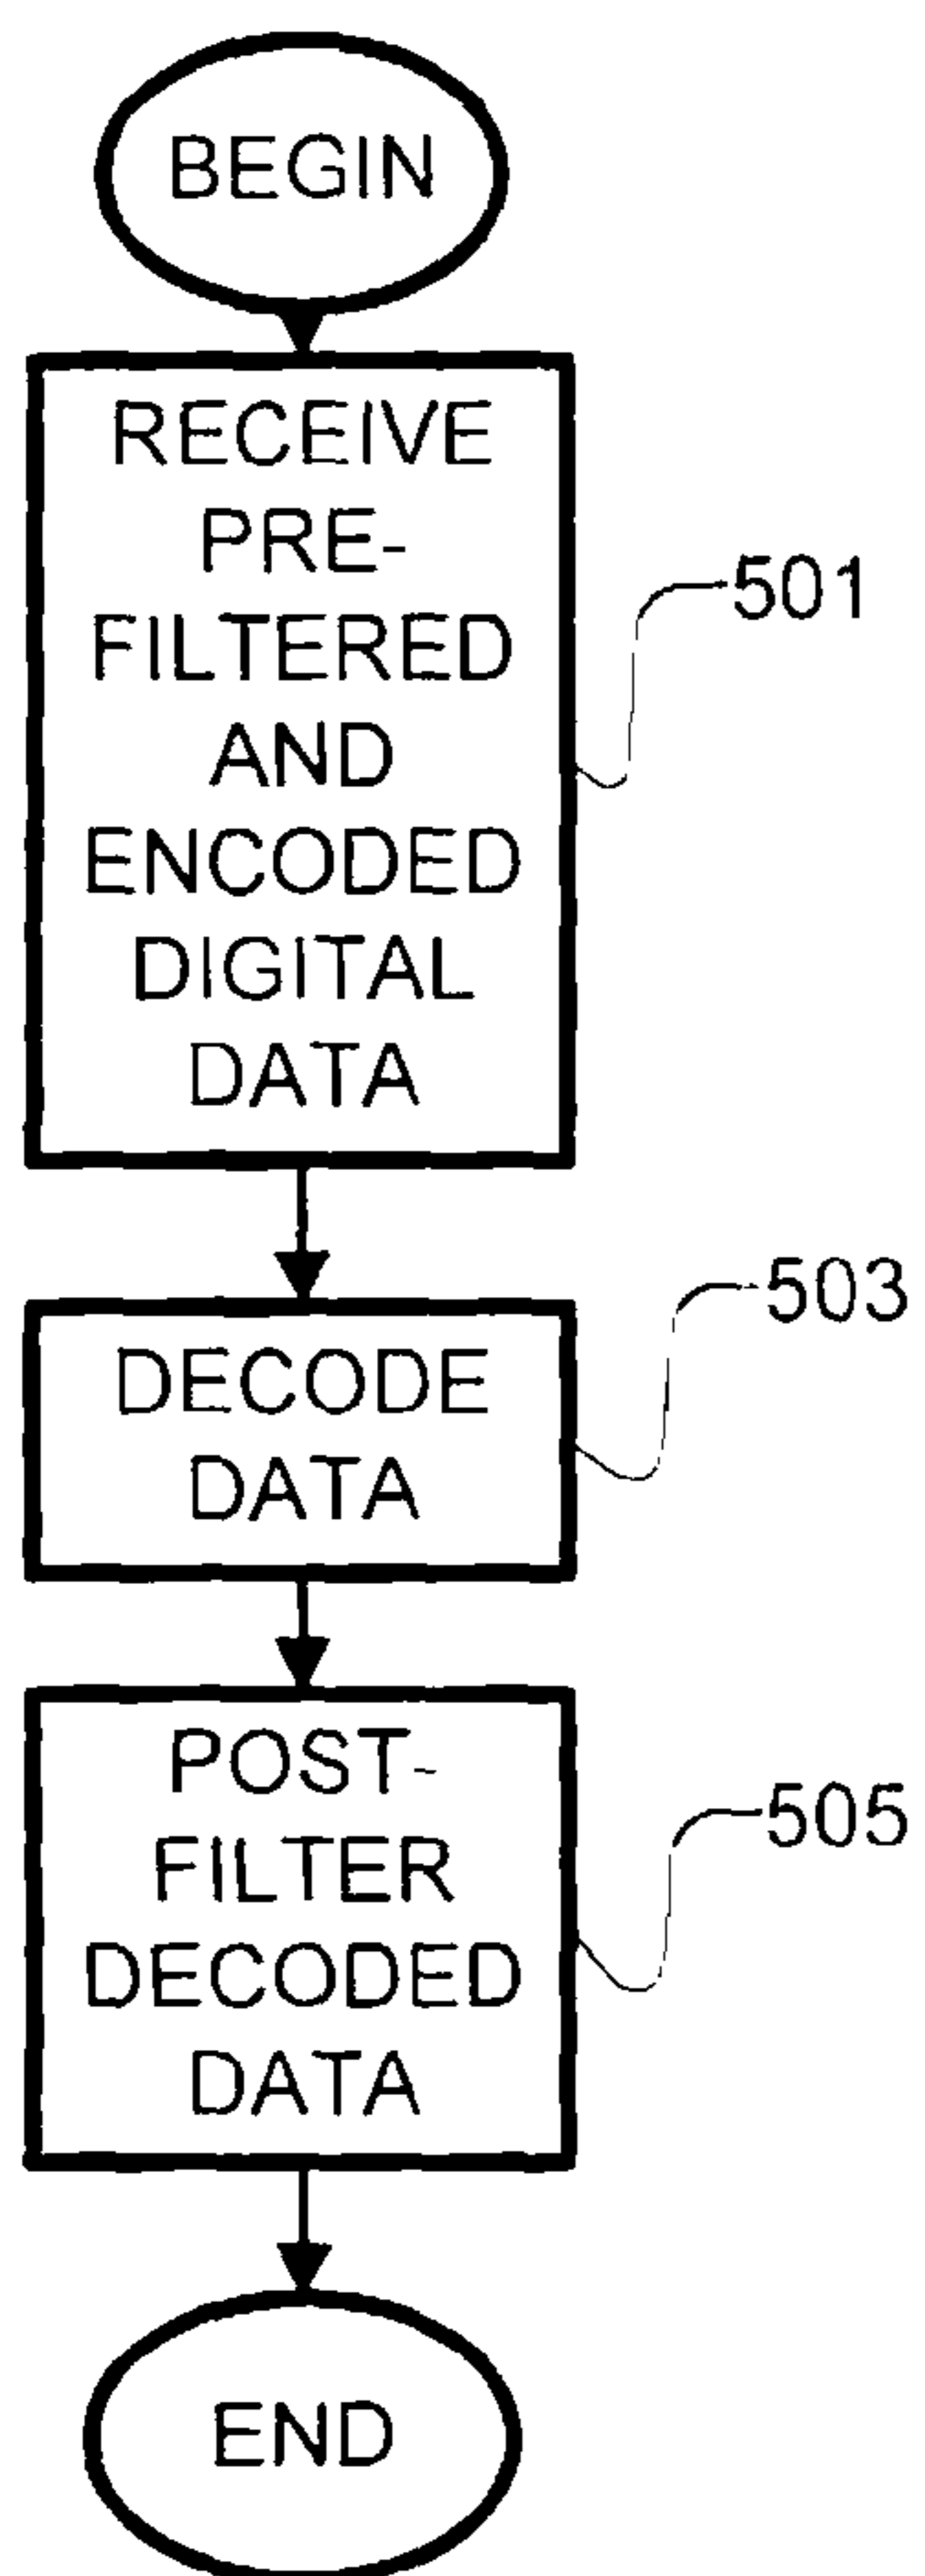 BEGIN
RECEIVE
PRE-
FILTERED
AND
ENCODED
DIGITAL
DATA
501
DECODE
DATA
503
POST-
FILTER
DECODED
DATA
505
END